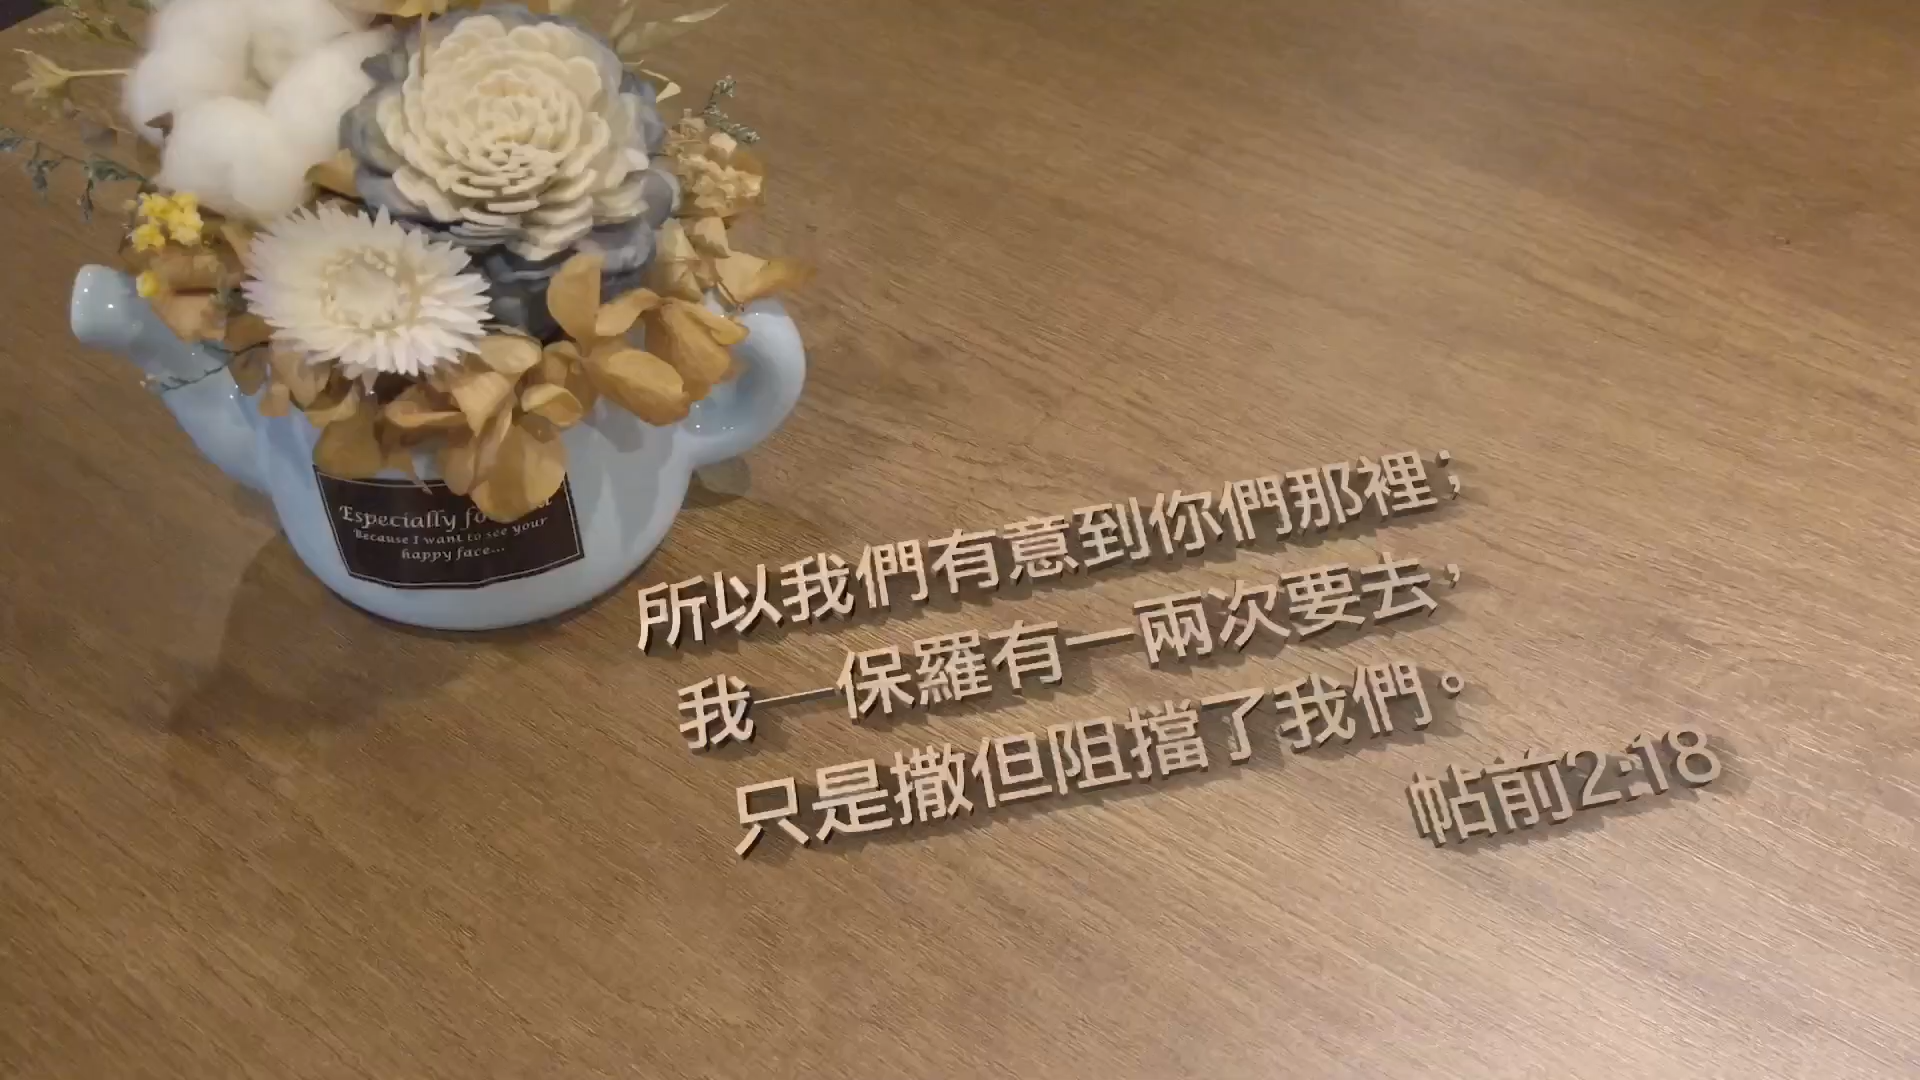 Especially fo
Because I want to see your
happy face...
所以我們有意到你們那裡；
我—保羅有一兩次要去，
只是撒但阻擋了我們。
帖前2:18